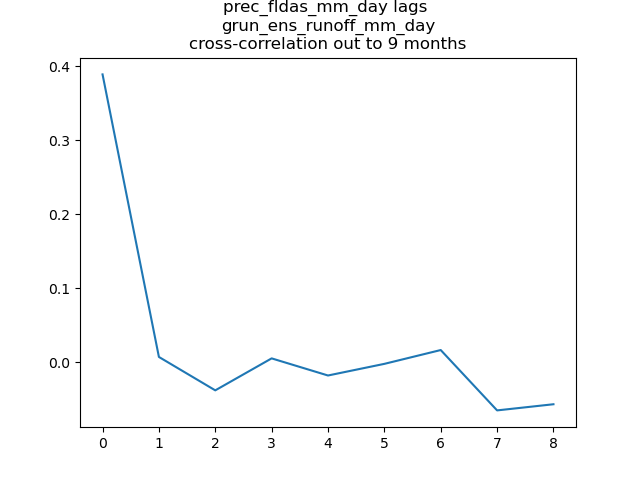 prec_fldas_mm_day lags
grun_ens_runoff_mm_day
cross-correlation out to 9 months
0.4
0.3
0.2
0.1
0.0
0 1 2 3 4 5 6 7 8